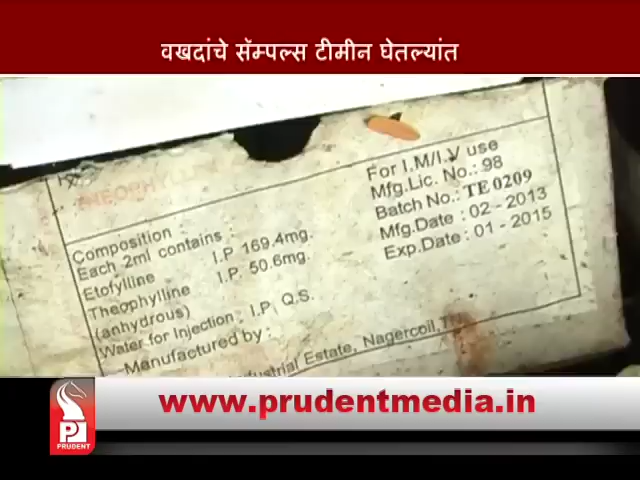 वखदांचे सॅम्पल्स टीमीन घेतल्यांत
THEOPHYLLIN
Composition :
Each 2ml contains :
Etofylline I.P 169.4mg.
Theophylline I.P. 50.6mg.
(anhydrous)
Water for Injection : I.P. Q.S.
Manufactured by :
Industrial Estate, Nagercoil,
For I.M/I.V use
Mfg.Lic. No.: 98
Batch No.: TE 0209
Mfg.Date : 02 - 2013
Exp.Date : 01 - 2015
www.prudentmedia.in
PRUDENT